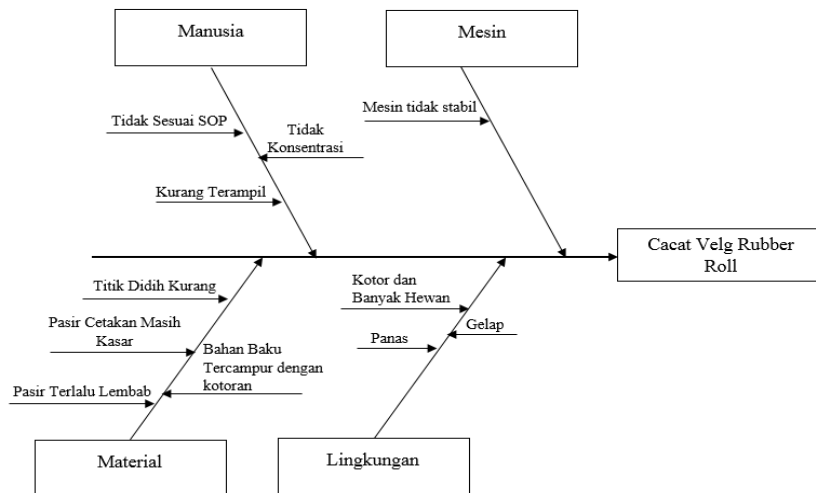 Manusia
Mesin
Tidak Sesuai SOP
Tidak
Konsentrasi
Kurang Terampil
Mesin tidak stabil
Cacat Velg Rubber
Roll
Titik Didih Kurang
Pasir Cetakan Masih
Kasar
Bahan Baku
Tercampur dengan
kotoran
Pasir Terlalu Lembab
Kotor dan
Banyak Hewan
Gelap
Panas
Material
Lingkungan